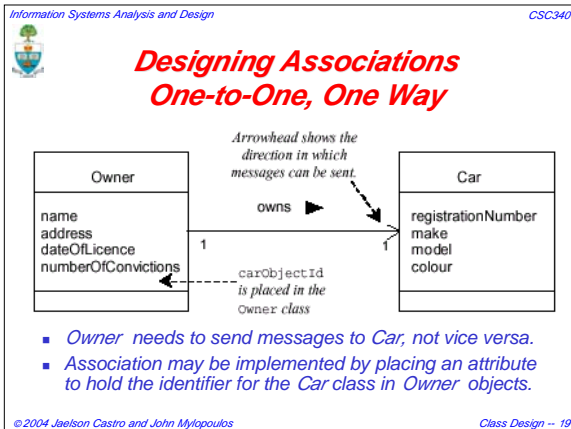 Information Systems Analysis and Design
CSC340
Designing Associations
One-to-One, One Way
Arrowhead shows the
direction in which
messages can be sent.
Owner
name
address
dateOfLicence
numberOfConvictions
owns
1
1
Car
registrationNumber
make
model
colour
carObjectId
is placed in the
Owner class
Owner needs to send messages to Car, not vice versa.
Association may be implemented by placing an attribute
to hold the identifier for the Car class in Owner objects.
©2004 Jaelson Castro and John Mylopoulos
Class Design -- 19